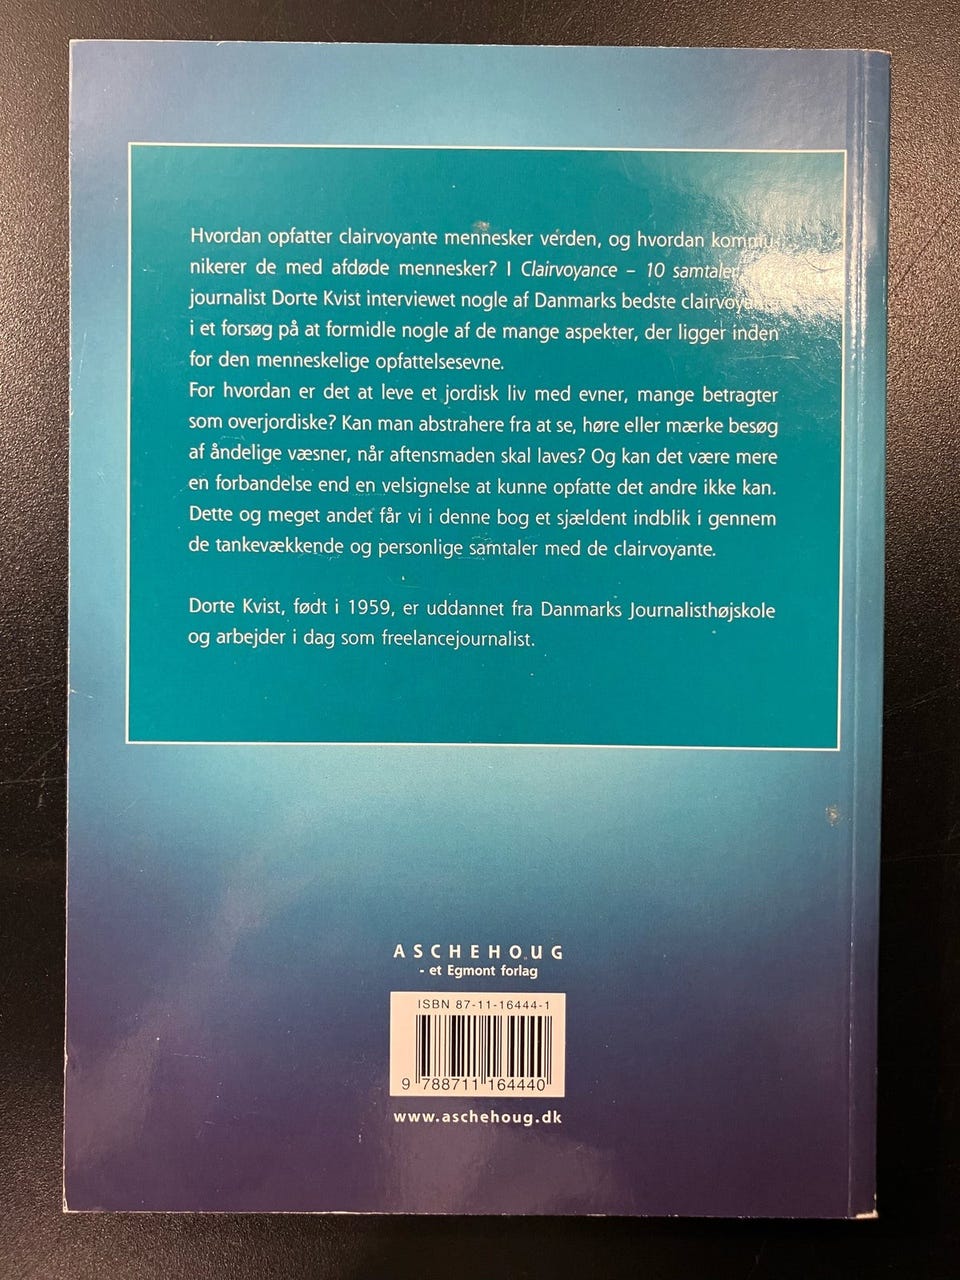 Hvordan opfatter clairvoyante mennesker verden, og hvordan kommu-
nikerer de med afdøde mennesker? I Clairvoyance – 10 samtaler
journalist Dorte Kvist interviewet nogle af Danmarks bedste clairvoyante
i et forsøg på at formidle nogle af de mange aspekter, der ligger inden
for den menneskelige opfattelsesevne.
For hvordan er det at leve et jordisk liv med evner, mange betragter
som overjordiske? Kan man abstrahere fra at se, høre eller mærke besøg
af åndelige væsner, når aftensmaden skal laves? Og kan det være mere
en forbandelse end en velsignelse at kunne opfatte det andre ikke kan.
Dette og meget andet får vi i denne bog et sjældent indblik i gennem
de tankevækkende og personlige samtaler med de clairvoyante.
Dorte Kvist, født i 1959, er uddannet fra Danmarks Journalisthøjskole
og arbejder i dag som freelancejournalist.
ASCHEHOUG
- et Egmont forlag
ISBN 87-11-16444-1
9 788711 164440
www.aschehoug.dk